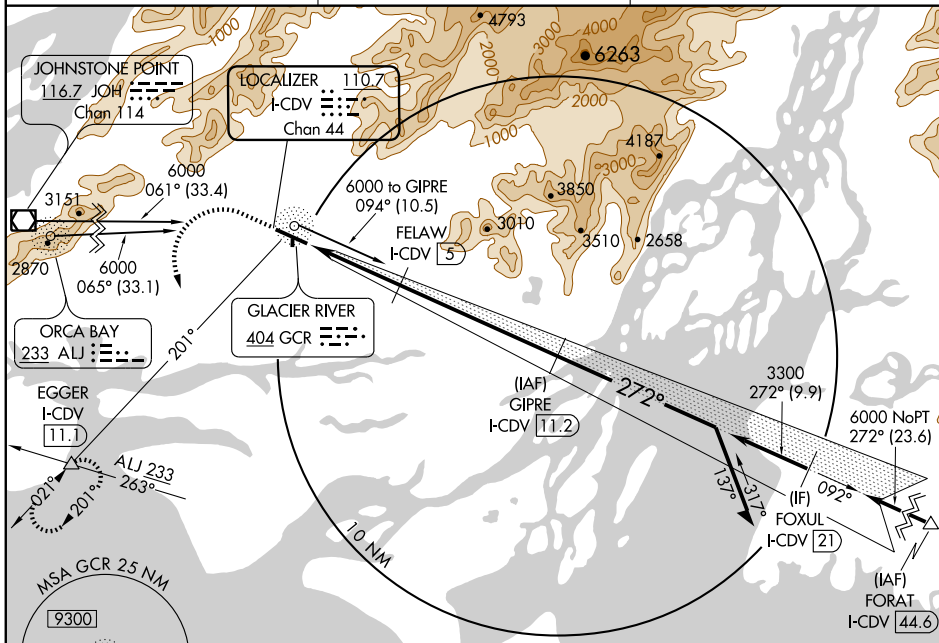 1000
4793
2000
3000
4000
6263
2000
1000
JOHNSTONE POINT
116.7 JOH
Chan 114
LOCALIZER 110.7
I-CDV
Chan 44
4187
3000
3151
6000
061° (33.4)
6000 to GIPRE
094° (10.5)
3850
3010
3510
2658
FELAW
I-CDV 5
2870
6000
065° (33.1)
ORCA BAY
233 ALJ
GLACIER RIVER
404 GCR
201°
EGGER
I-CDV
11.1
(IAF)
GIPRE
I-CDV 11.2
272°
3300
272° (9.9)
6000 NoPT
272° (23.6)
ALJ 233
263°
021°
201°
137°
317°
092°
(IF)
FOXUL
I-CDV 21
10 NM
(IAF)
FORAT
I-CDV 44.6
MSA GCR 25 NM
9300